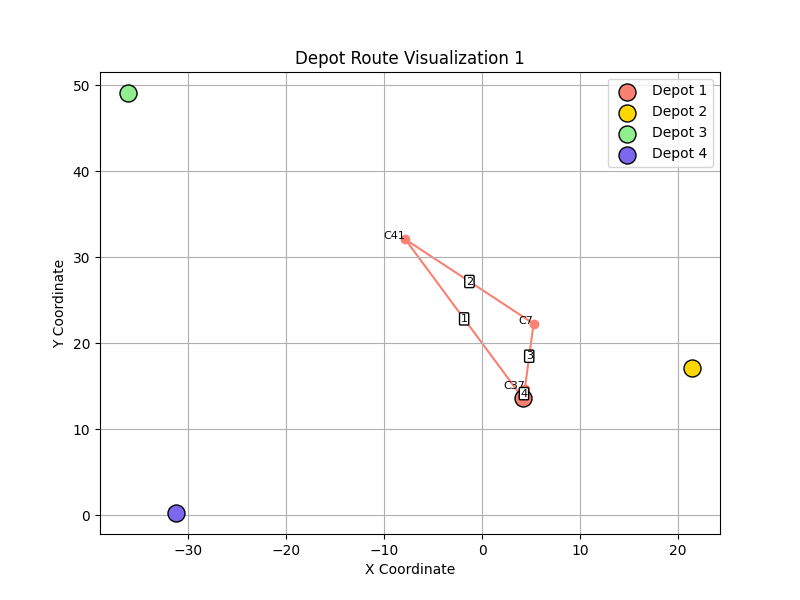 Depot Route Visualization 1
Depot 1
Depot 2
Depot 3
Depot 4
50
40
30
20
10
0
Y Coordinate
C41
2
1
C7
3
C37
4
−30
−20
−10
0
10
20
X Coordinate